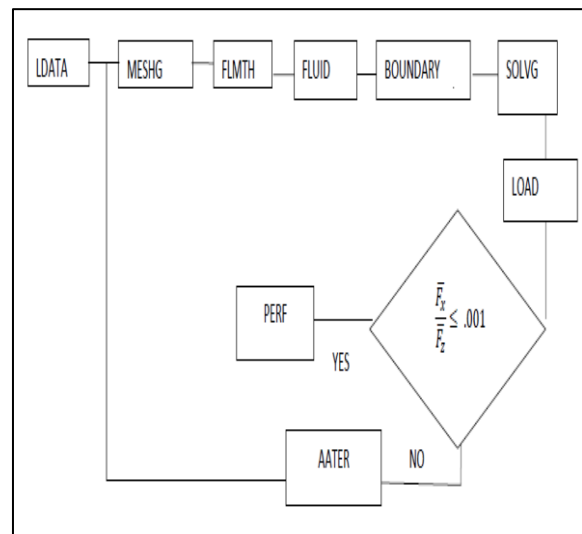 LDATA
MESHG
FLMTH
FLUID
BOUNDARY
SOLVG
LOAD
F̅x / F̅z ≤ .001
PERF
YES
AATER
NO